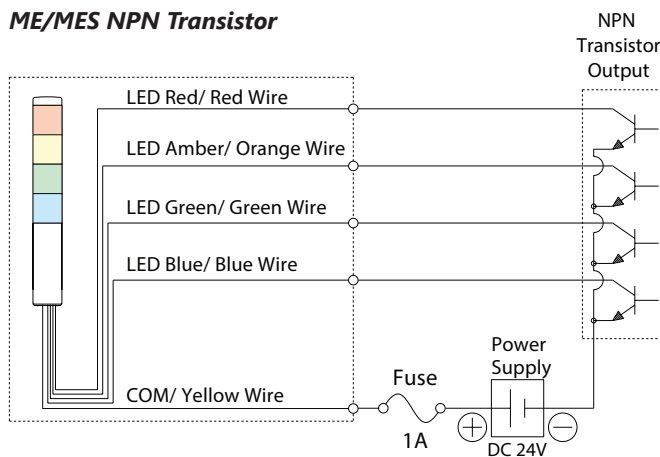 ME/MES NPN Transistor
NPN
Transistor
Output
LED Red/ Red Wire
LED Amber/ Orange Wire
LED Green/ Green Wire
LED Blue/ Blue Wire
COM/ Yellow Wire
Fuse
1A
Power
Supply
+
−
DC 24V